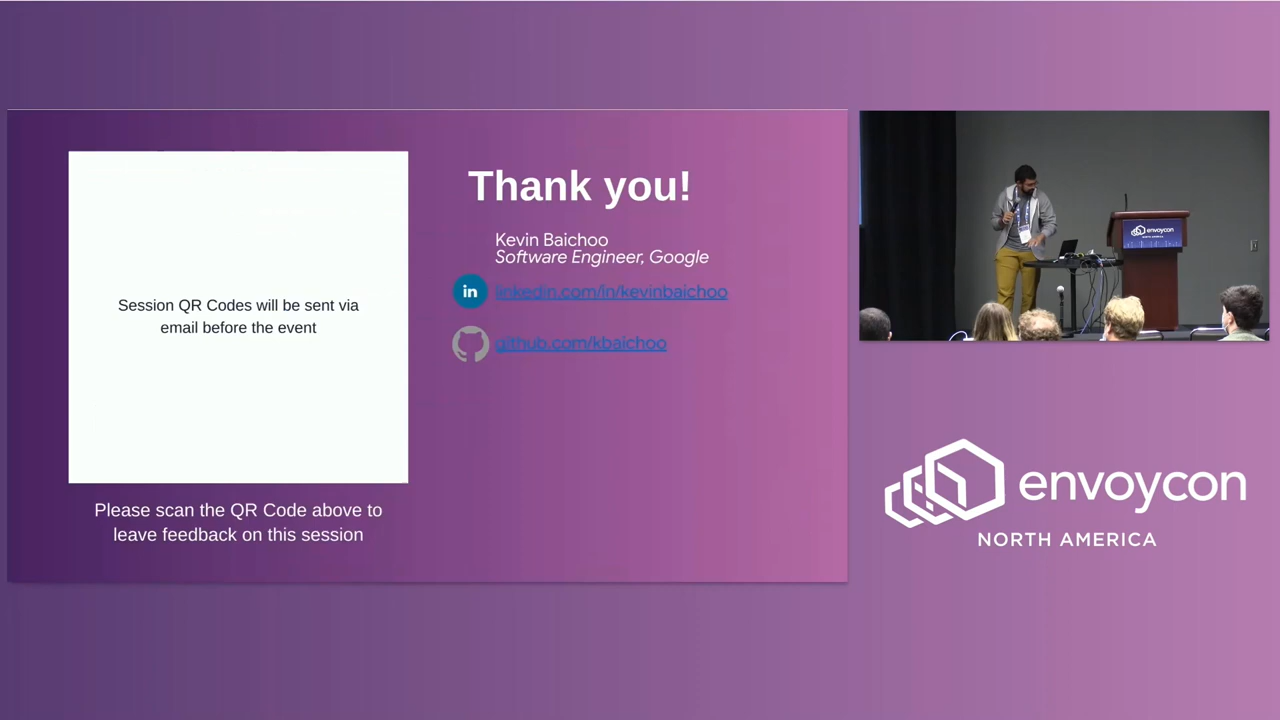 Session QR Codes will be sent via
email before the event
Please scan the QR Code above to
leave feedback on this session
Thank you!
Kevin Baichoo
Software Engineer, Google
in
linkedin.com/in/kevinbaichoo
github.com/kbaichoo
envoycon
envoycon
NORTH AMERICA